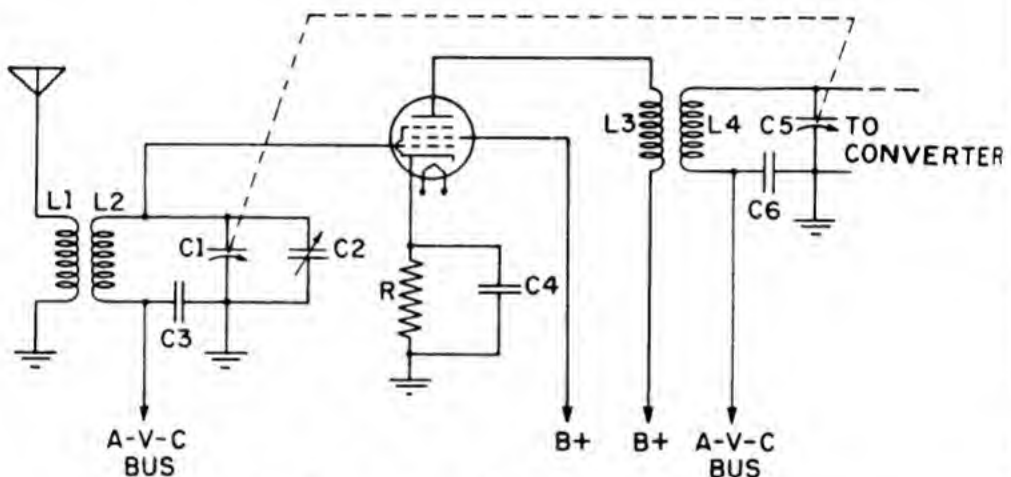 L1
L2
C1
C2
C3
A-V-C
BUS
R
C4
B+
B+
L3
L4
C5
TO
CONVERTER
C6
A-V-C
BUS